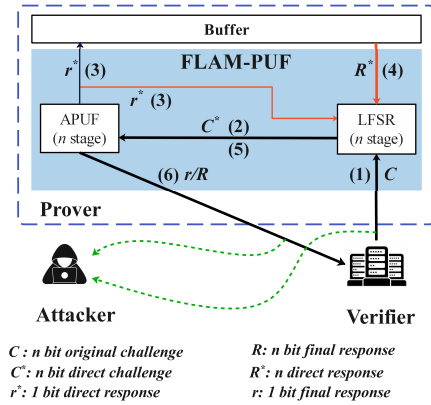 Buffer
FLAM-PUF
r* (3)
R* (4)
r* (3)
APUF
(n stage)
C* (2)
(5)
LFSR
(n stage)
(6) r/R
(1) C
Prover
Attacker
Verifier
C : n bit original challenge
C*: n bit direct challenge
r*: 1 bit direct response
R: n bit final response
R*: n direct response
r: 1 bit final response